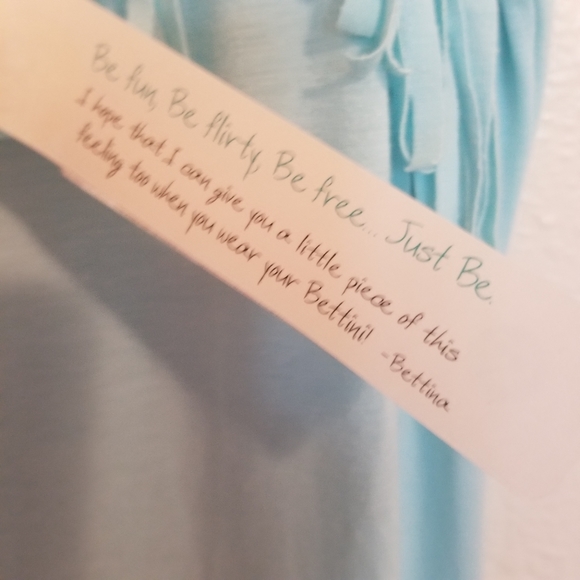 Be fun, Be flirty, Be free... Just Be.
I hope that I can give you a little piece of this
feeling too when you wear your Bettini!
-Bettina